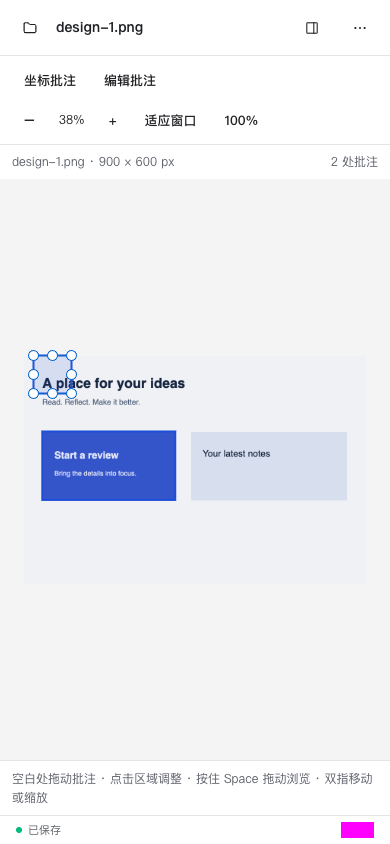 design-1.png
坐标批注 编辑批注
— 38% + 适应窗口 100%
design-1.png · 900 × 600 px 2 处批注
A place for your ideas
Read. Reflect. Make it better.
Start a review
Bring the details into focus.
Your latest notes
空白处拖动批注 · 点击区域调整 · 按住 Space 拖动浏览 · 双指移动
或缩放
已保存